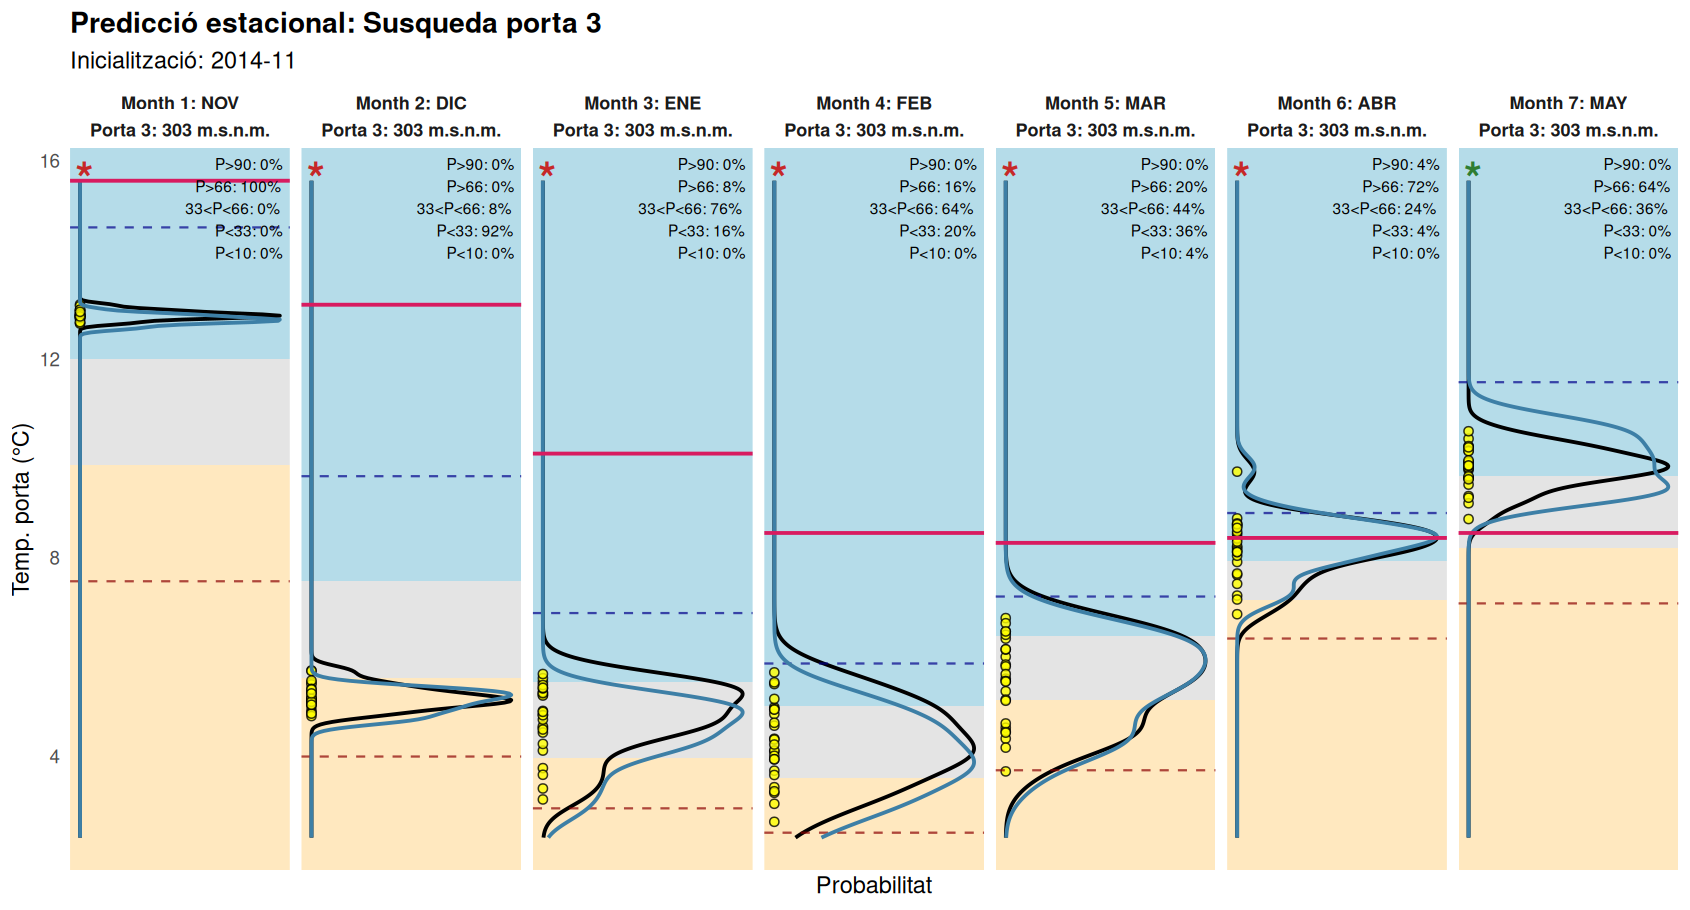 Predicció estacional: Susqueda porta 3
Inicialització: 2014-11
Month 1: NOV
Porta 3: 303 m.s.n.m.
Month 2: DIC
Porta 3: 303 m.s.n.m.
Month 3: ENE
Porta 3: 303 m.s.n.m.
Month 4: FEB
Porta 3: 303 m.s.n.m.
Month 5: MAR
Porta 3: 303 m.s.n.m.
Month 6: ABR
Porta 3: 303 m.s.n.m.
Month 7: MAY
Porta 3: 303 m.s.n.m.
*
P>90: 0%
P>66: 100%
33<P<66: 0%
P<33: 0%
P<10: 0%
*
P>90: 0%
P>66: 0%
33<P<66: 8%
P<33: 92%
P<10: 0%
*
P>90: 0%
P>66: 8%
33<P<66: 76%
P<33: 16%
P<10: 0%
*
P>90: 0%
P>66: 16%
33<P<66: 64%
P<33: 20%
P<10: 0%
*
P>90: 0%
P>66: 20%
33<P<66: 44%
P<33: 36%
P<10: 4%
*
P>90: 4%
P>66: 72%
33<P<66: 24%
P<33: 4%
P<10: 0%
*
P>90: 0%
P>66: 64%
33<P<66: 36%
P<33: 0%
P<10: 0%
16
12
8
4
Temp. porta (°C)
Probabilitat